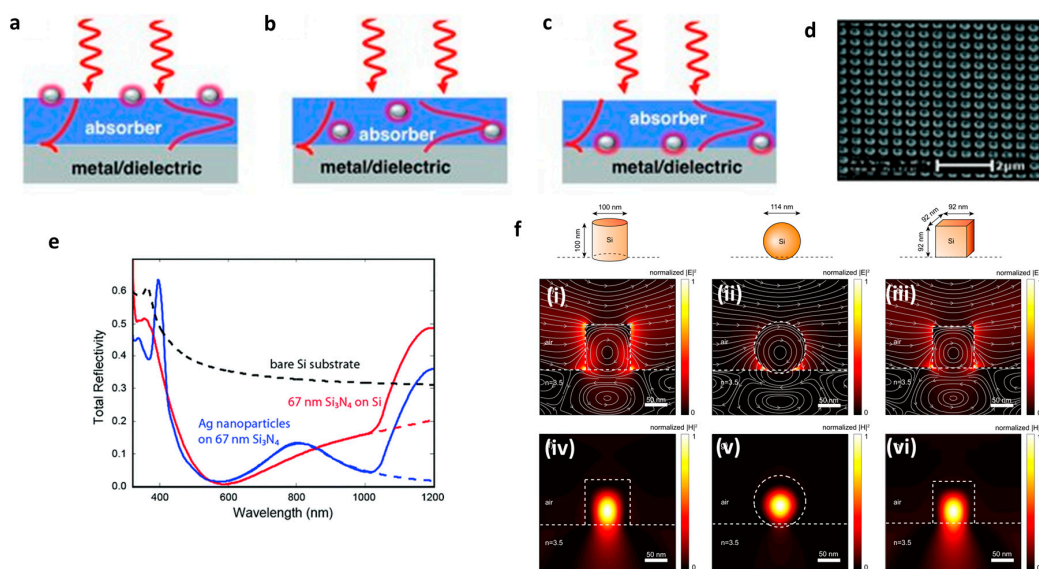 a
b
c
d
absorber
metal/dielectric
absorber
metal/dielectric
absorber
metal/dielectric
2μm
e
Total Reflectivity
0.6
0.5
0.4
0.3
0.2
0.1
0.0
bare Si substrate
67 nm Si₃N₄ on Si
Ag nanoparticles
on 67 nm Si₃N₄
400
600
800
1000
1200
Wavelength (nm)
f
100 nm
100 nm
Si
114 nm
Si
92 nm
92 nm
92 nm
Si
normalized |E|²
(i)
air
n=3.5
50 nm
1
0
normalized |E|²
(ii)
air
n=3.5
50 nm
1
0
normalized |E|
(iii)
air
n=3.5
50 nm
1
0
normalized |H|²
(iv)
air
n=3.5
50 nm
1
0
normalized |H|²
(v)
air
n=3.5
50 nm
1
0
normalized |H|
(vi)
air
n=3.5
50 nm
1
0